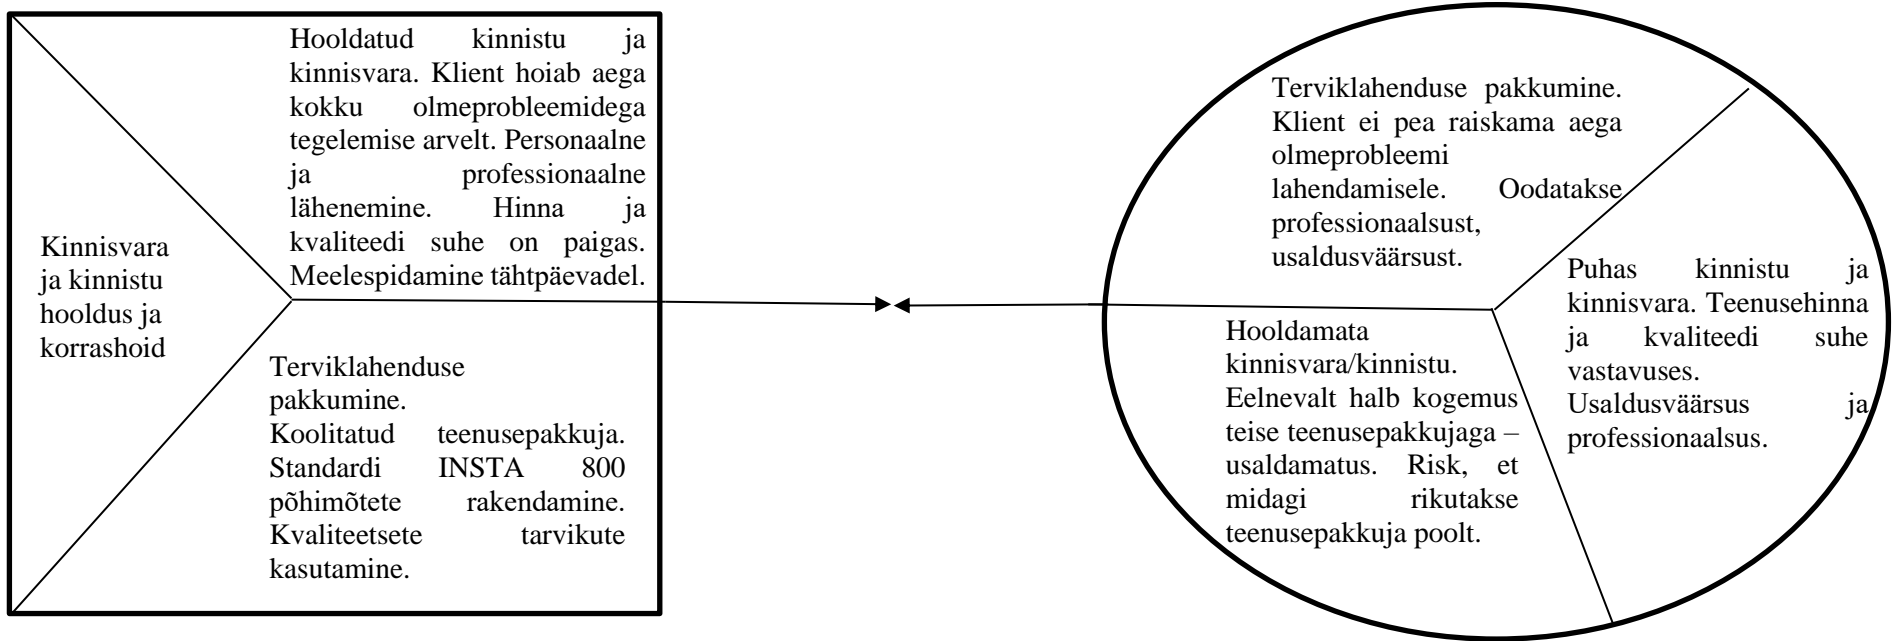 Hooldatud kinnistu ja
kinnisvara. Klient hoiab aega
kokku olmeprobleemidega
tegelemise arvelt. Personaalne
ja professionaalne
lähenemine. Hinna ja
kvaliteedi suhe on paigas.
Meelespidamine tähtpäevadel.
Kinnisvara
ja kinnistu
hooldus ja
korrashoid
Terviklahenduse
pakkumine.
Koolitatud teenusepakkuja.
Standardi INSTA 800
põhimõtete rakendamine.
Kvaliteetsete tarvikute
kasutamine.
Terviklahenduse pakkumine.
Klient ei pea raiskama aega
olmeprobleemi
lahendamisele. Oodatakse
professionaalsust,
usaldusväärsust.
Puhas kinnistu ja
kinnisvara. Teenusehinna
ja kvaliteedi suhe
vastavuses.
Usaldusväärsus ja
professionaalsus.
Hooldamata
kinnisvara/kinnistu.
Eelnevalt halb kogemus
teise teenusepakkujaga –
usaldamatus. Risk, et
midagi rikutakse
teenusepakkuja poolt.